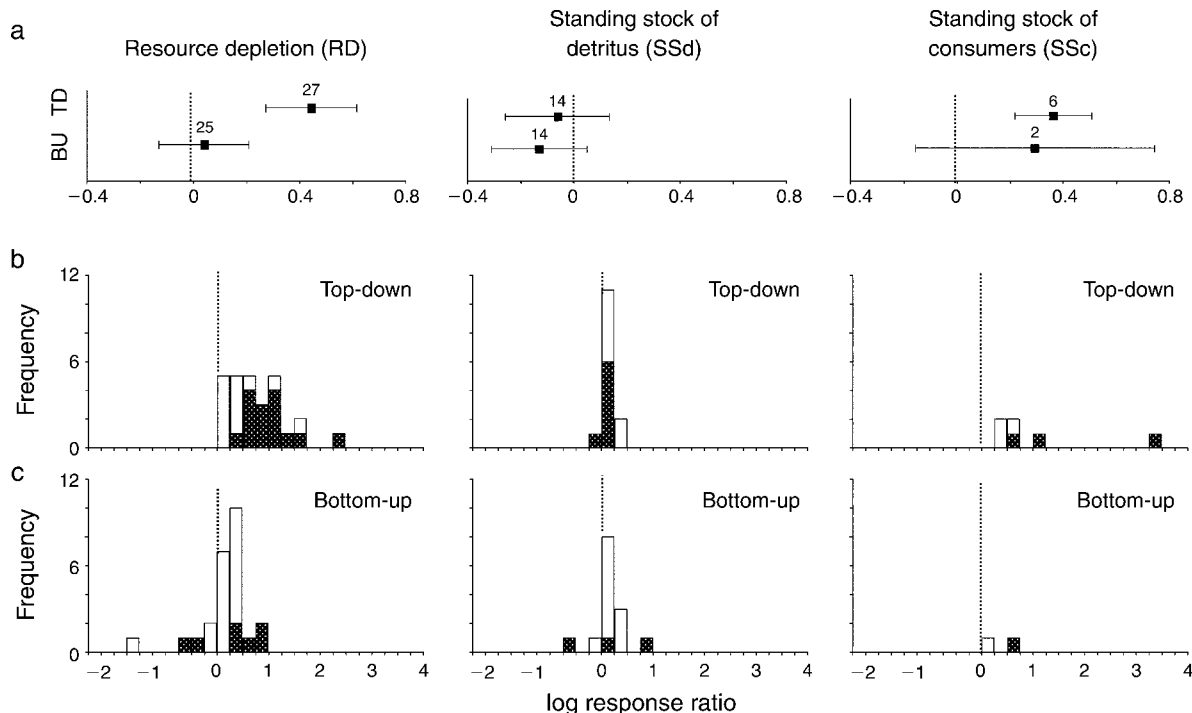 a
Resource depletion (RD)
Standing stock of
detritus (SSd)
Standing stock of
consumers (SSc)
TD
BU
27
25
14
14
6
2
−0.4 0 0.4 0.8
−0.4 0 0.4 0.8
−0.4 0 0.4 0.8
b
Frequency
12
6
0
Top-down
Top-down
Top-down
c
Frequency
12
6
0
Bottom-up
Bottom-up
Bottom-up
−2 −1 0 1 2 3 4
−2 −1 0 1 2 3 4
−2 −1 0 1 2 3 4
log response ratio